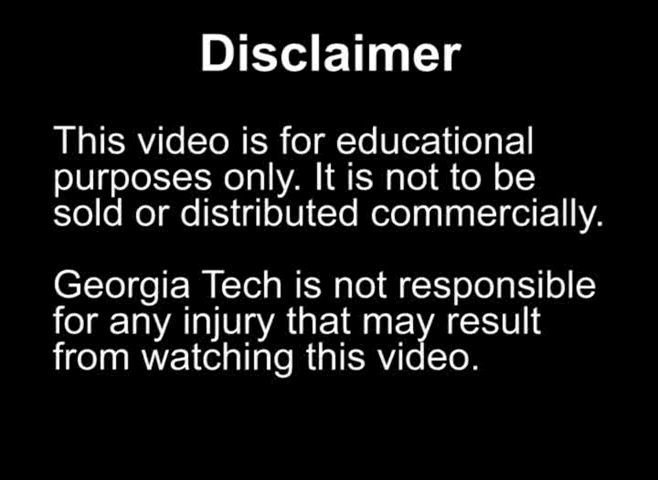 Disclaimer
This video is for educational
purposes only. It is not to be
sold or distributed commercially.
Georgia Tech is not responsible
for any injury that may result
from watching this video.